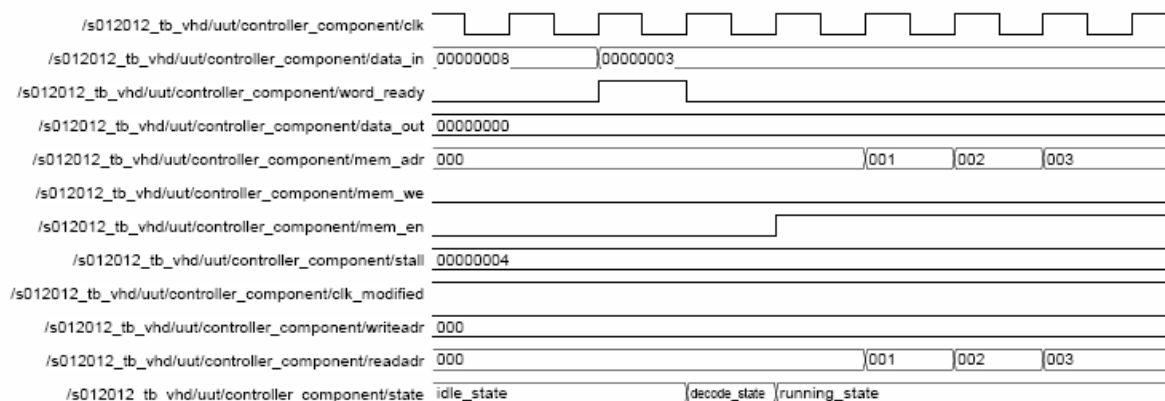 /s012012_tb_vhd/uut/controller_component/clk
/s012012_tb_vhd/uut/controller_component/data_in 00000008 00000003
/s012012_tb_vhd/uut/controller_component/word_ready
/s012012_tb_vhd/uut/controller_component/data_out 00000000
/s012012_tb_vhd/uut/controller_component/mem_adr 000 001 002 003
/s012012_tb_vhd/uut/controller_component/mem_we
/s012012_tb_vhd/uut/controller_component/mem_en
/s012012_tb_vhd/uut/controller_component/stall 00000004
/s012012_tb_vhd/uut/controller_component/clk_modified
/s012012_tb_vhd/uut/controller_component/writeadr 000
/s012012_tb_vhd/uut/controller_component/readadr 000 001 002 003
/s012012_tb_vhd/uut/controller_component/state idle_state decode_state running_state